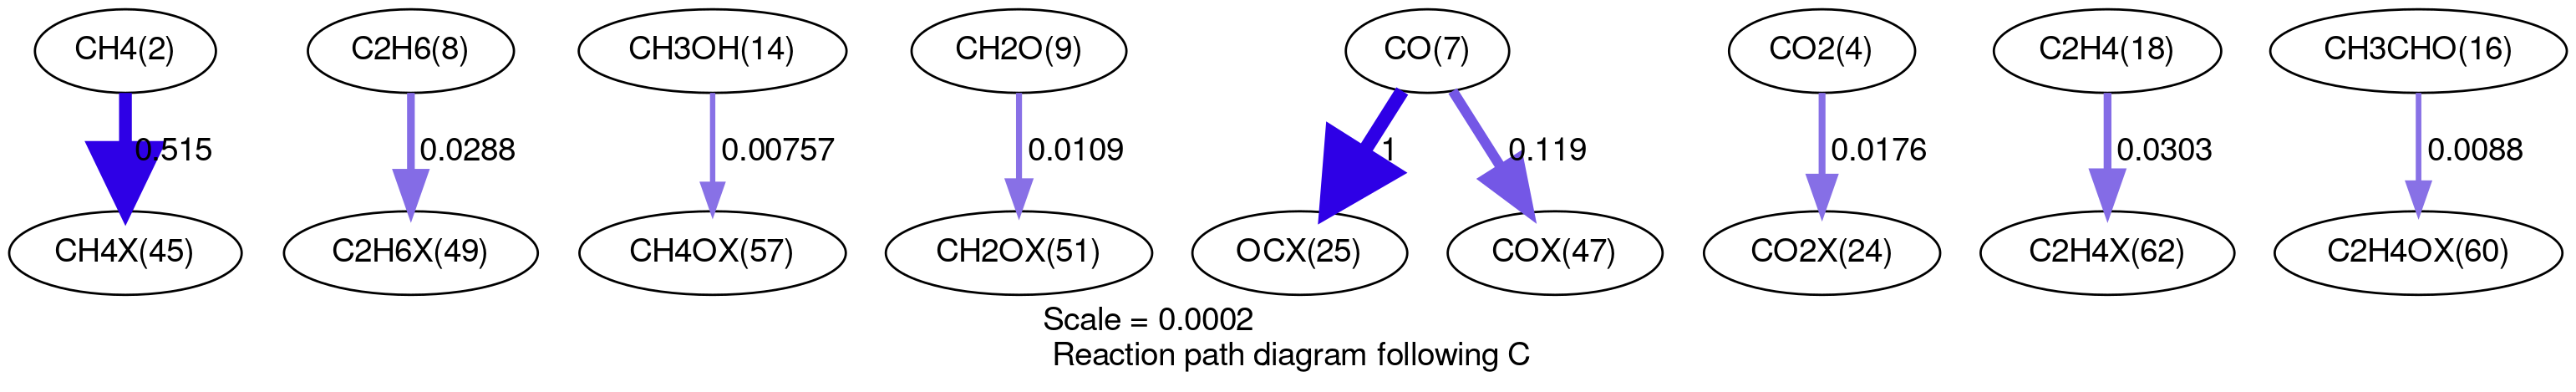 CH4(2) C2H6(8) CH3OH(14) CH2O(9) CO(7) CO2(4) C2H4(18) CH3CHO(16)
0.515 0.0288 0.00757 0.0109 1 0.119 0.0176 0.0303 0.0088
CH4X(45) C2H6X(49) CH4OX(57) CH2OX(51) OCX(25) COX(47) CO2X(24) C2H4X(62) C2H4OX(60)
Scale = 0.0002
Reaction path diagram following C